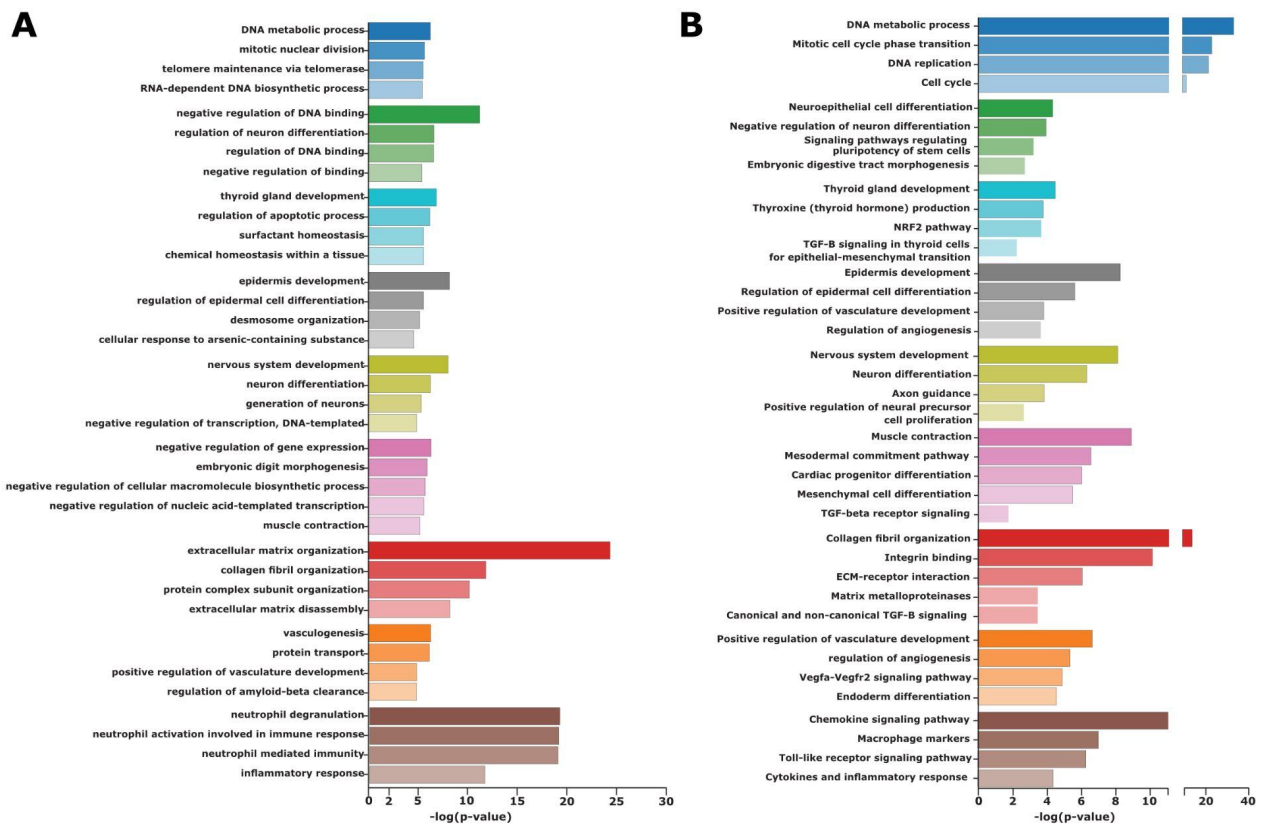 A
DNA metabolic process
mitotic nuclear division
telomere maintenance via telomerase
RNA-dependent DNA biosynthetic process
negative regulation of DNA binding
regulation of neuron differentiation
regulation of DNA binding
negative regulation of binding
thyroid gland development
regulation of apoptotic process
surfactant homeostasis
chemical homeostasis within a tissue
epidermis development
regulation of epidermal cell differentiation
desmosome organization
cellular response to arsenic-containing substance
nervous system development
neuron differentiation
generation of neurons
negative regulation of transcription, DNA-templated
negative regulation of gene expression
embryonic digit morphogenesis
negative regulation of cellular macromolecule biosynthetic process
negative regulation of nucleic acid-templated transcription
muscle contraction
extracellular matrix organization
collagen fibril organization
protein complex subunit organization
extracellular matrix disassembly
vasculogenesis
protein transport
positive regulation of vasculature development
regulation of amyloid-beta clearance
neutrophil degranulation
neutrophil activation involved in immune response
neutrophil mediated immunity
inflammatory response
0 2 5 10 15 20 25 30
-log(p-value)
B
DNA metabolic process
Mitotic cell cycle phase transition
DNA replication
Cell cycle
Neuroepithelial cell differentiation
Negative regulation of neuron differentiation
Signaling pathways regulating
pluripotency of stem cells
Embryonic digestive tract morphogenesis
Thyroid gland development
Thyroxine (thyroid hormone) production
NRF2 pathway
TGF-B signaling in thyroid cells
for epithelial-mesenchymal transition
Epidermis development
Regulation of epidermal cell differentiation
Positive regulation of vasculature development
Regulation of angiogenesis
Nervous system development
Neuron differentiation
Axon guidance
Positive regulation of neural precursor
cell proliferation
Muscle contraction
Mesodermal commitment pathway
Cardiac progenitor differentiation
Mesenchymal cell differentiation
TGF-beta receptor signaling
Collagen fibril organization
Integrin binding
ECM-receptor interaction
Matrix metalloproteinases
Canonical and non-canonical TGF-B signaling
Positive regulation of vasculature development
regulation of angiogenesis
Vegfa-Vegfr2 signaling pathway
Endoderm differentiation
Chemokine signaling pathway
Macrophage markers
Toll-like receptor signaling pathway
Cytokines and inflammatory response
0 2 4 6 8 10 20 40
-log(p-value)